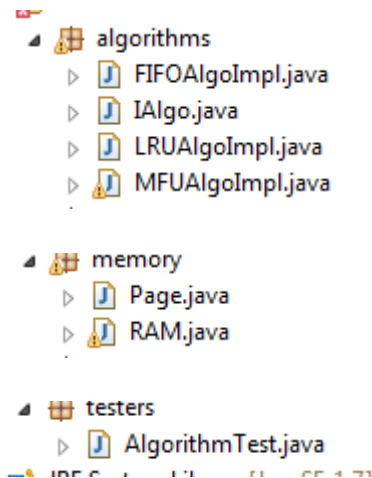 algorithms
FIFOAlgoImpl.java
IAlgo.java
LRUAlgoImpl.java
MFUAlgoImpl.java
memory
Page.java
RAM.java
testers
AlgorithmTest.java